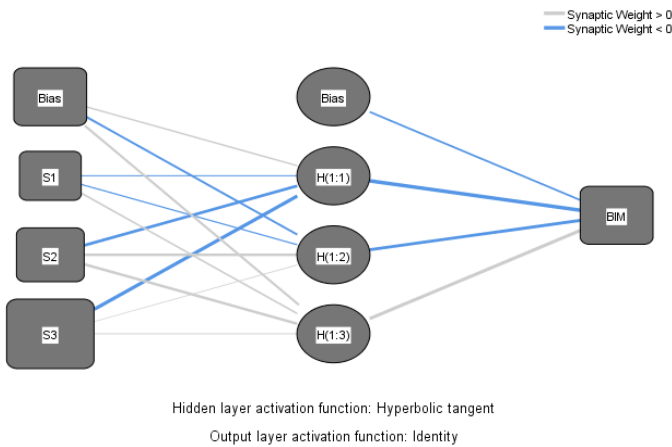 Synaptic Weight > 0
Synaptic Weight < 0
Bias
Bias
S1
H(1:1)
BIM
S2
H(1:2)
S3
H(1:3)
Hidden layer activation function: Hyperbolic tangent
Output layer activation function: Identity